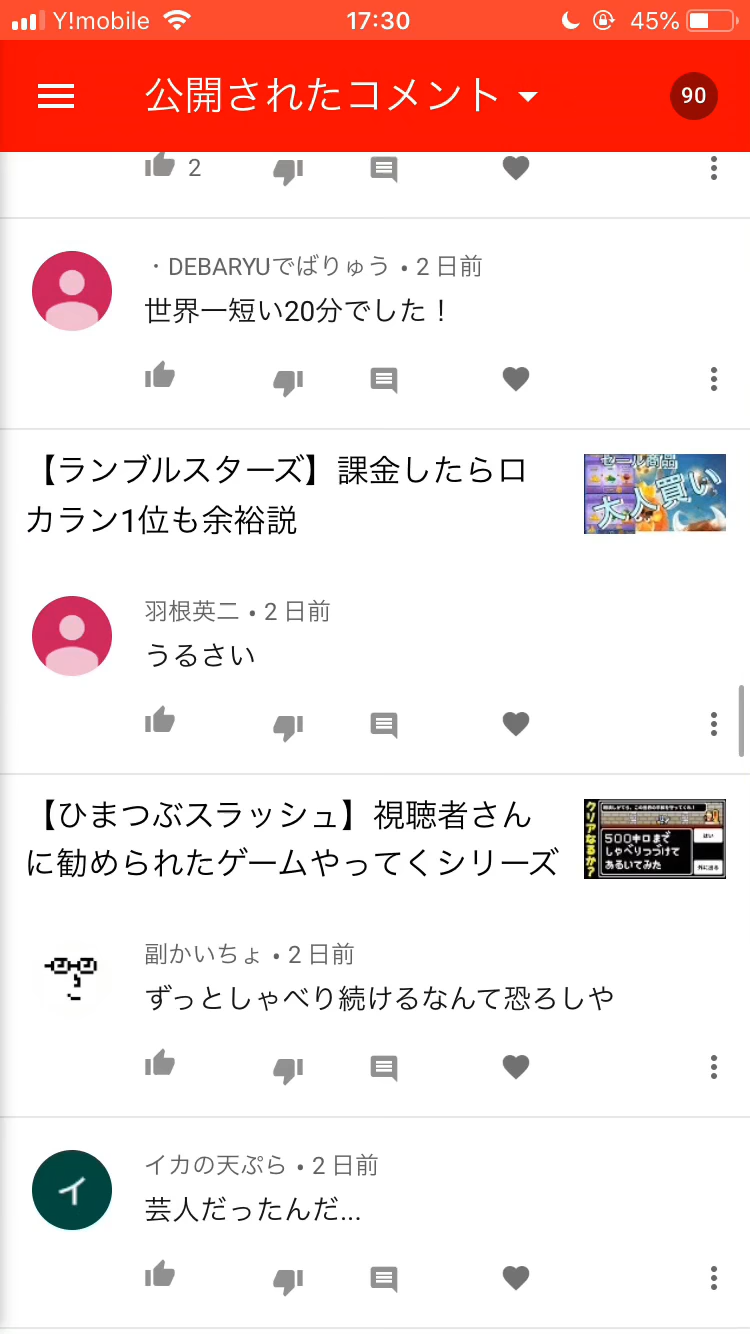 Y!mobile 17:30 45%
公開されたコメント 90
2
・DEBARYUでばりゅう • 2 日前
世界一短い20分でした！
【ランブルスターズ】課金したらロ
カラン1位も余裕説
セール商品
大人買い
羽根英二 • 2 日前
うるさい
【ひまつぶスラッシュ】視聴者さん
に勧められたゲームやってくシリーズ
クリアなるか?
500キロまで
しゃべりつづけて
あるいてみた
はい
外に出る
副かいちょ • 2 日前
ずっとしゃべり続けるなんて恐ろしや
イ
イカの天ぷら • 2 日前
芸人だったんだ...